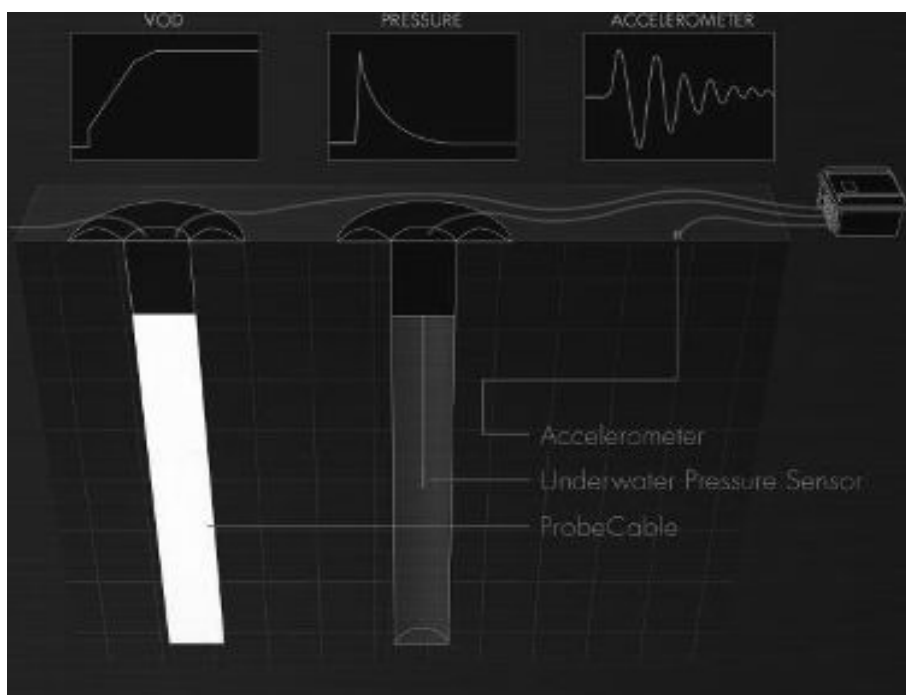 VOD
PRESSURE
ACCELEROMETER
Accelerometer
Underwater Pressure Sensor
ProbeCable